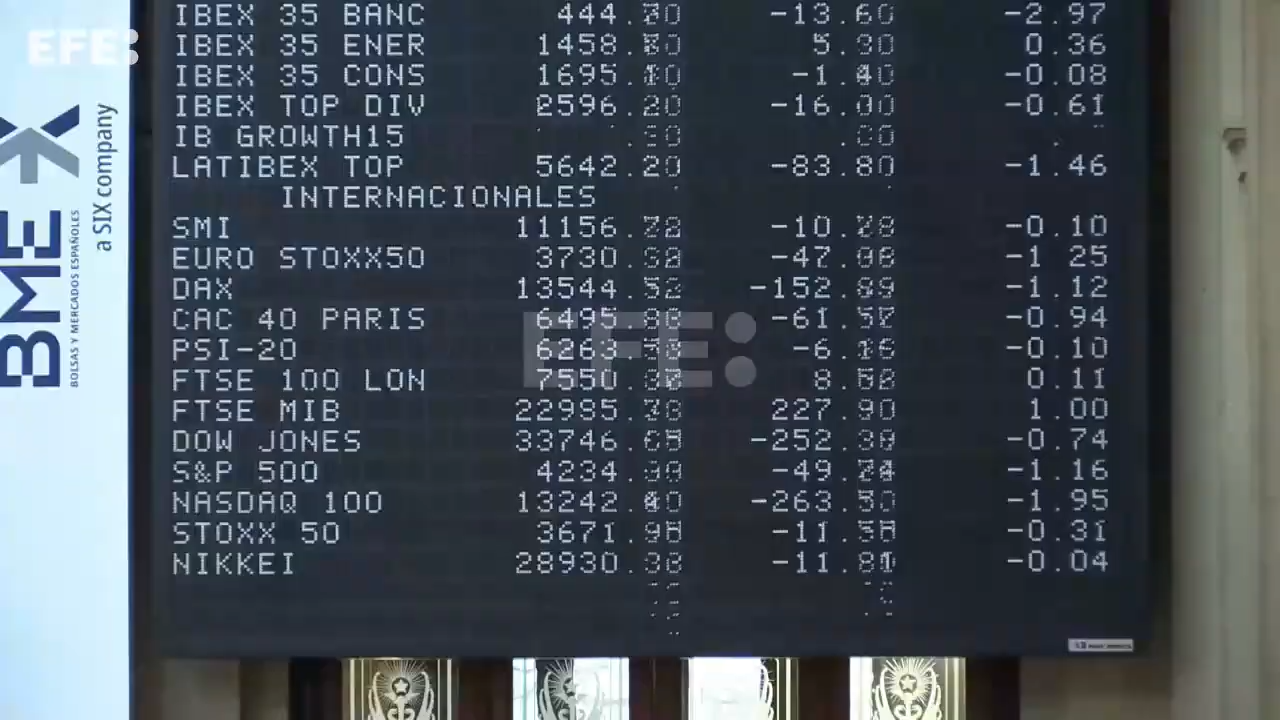 EFE:
BME X
a SIX company
BOLSAS Y MERCADOS ESPAÑOLES
IBEX 35 BANC 444. -13.60 -2.97
IBEX 35 ENER 1458. 5.30 0.36
IBEX 35 CONS 1695. -1.40 -0.08
IBEX TOP DIV 2596.20 -16.00 -0.61
IB GROWTH15
LATIBEX TOP 5642.20 -83.80 -1.46
INTERNACIONALES
SMI 11156. -10. -0.10
EURO STOXX50 3730. -47. -1 25
DAX 13544. -152. -1.12
CAC 40 PARIS 6495. -61. -0.94
PSI-20 6263. -6. -0.10
FTSE 100 LON 7550. 8. 0.11
FTSE MIB 22985. 227.90 1.00
DOW JONES 33746. -252. -0.74
S&P 500 4234. -49. -1.16
NASDAQ 100 13242.40 -263.50 -1.95
STOXX 50 3671. -11. -0.31
NIKKEI 28930. -11. -0.04
EFE: